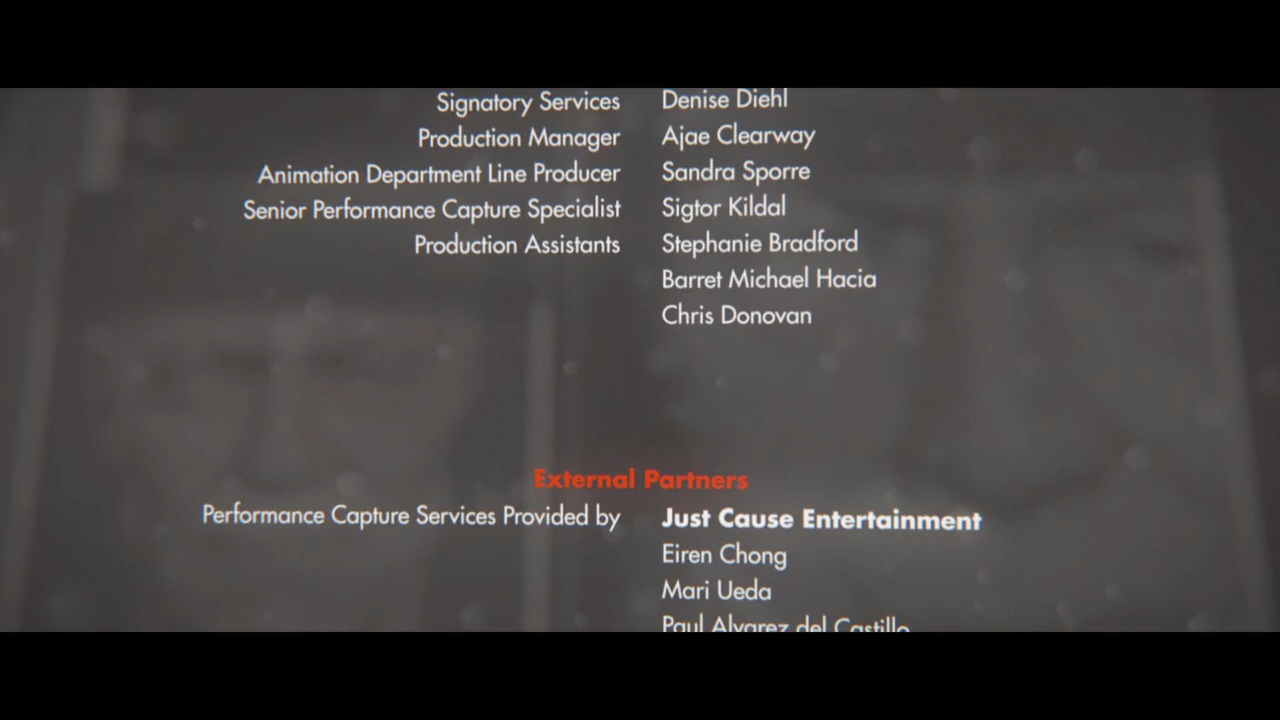 Signatory Services Denise Diehl
Production Manager Ajae Clearway
Animation Department Line Producer Sandra Sporre
Senior Performance Capture Specialist Sigtor Kildal
Production Assistants Stephanie Bradford
Barret Michael Hacia
Chris Donovan
External Partners
Performance Capture Services Provided by Just Cause Entertainment
Eiren Chong
Mari Ueda
Paul Alvarez del Castillo